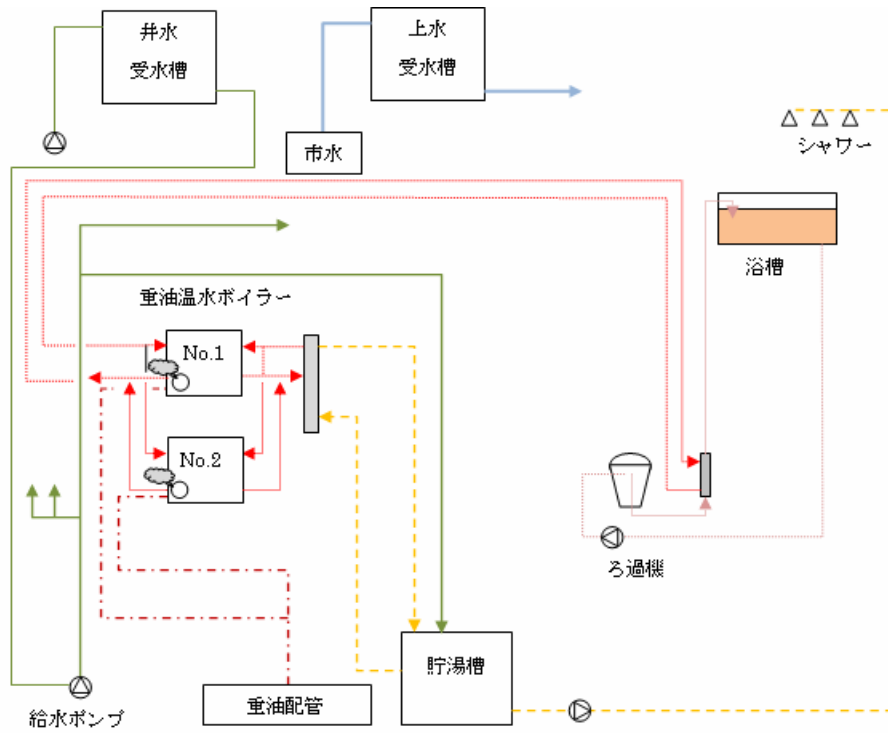 井水
受水槽
上水
受水槽
市水
シャワー
浴槽
重油温水ボイラー
No.1
No.2
ろ過機
貯湯槽
重油配管
給水ポンプ